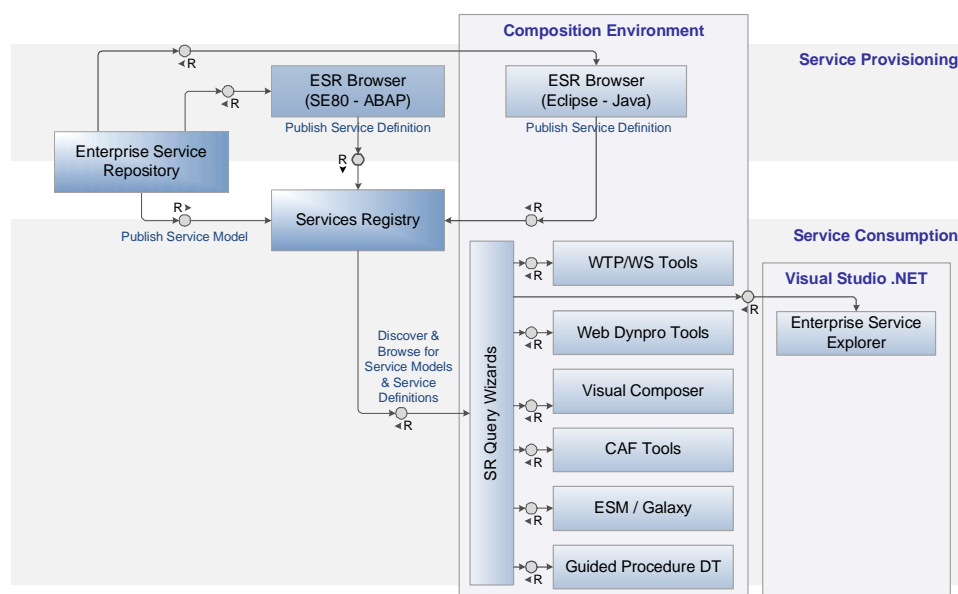 Composition Environment
Service Provisioning
◄R
ESR Browser
(SE80 - ABAP)
ESR Browser
(Eclipse - Java)
◄R
Publish Service Definition
Publish Service Definition
Enterprise Service
Repository
R
▼
R►
Publish Service Model
Services Registry
◄R
Service Consumption
WTP/WS Tools
◄R
Visual Studio .NET
◄R
Enterprise Service
Explorer
Web Dynpro Tools
◄R
Discover &
Browse for
Service Models
& Service
Definitions
◄R
SR Query Wizards
Visual Composer
◄R
CAF Tools
◄R
ESM / Galaxy
◄R
Guided Procedure DT
◄R